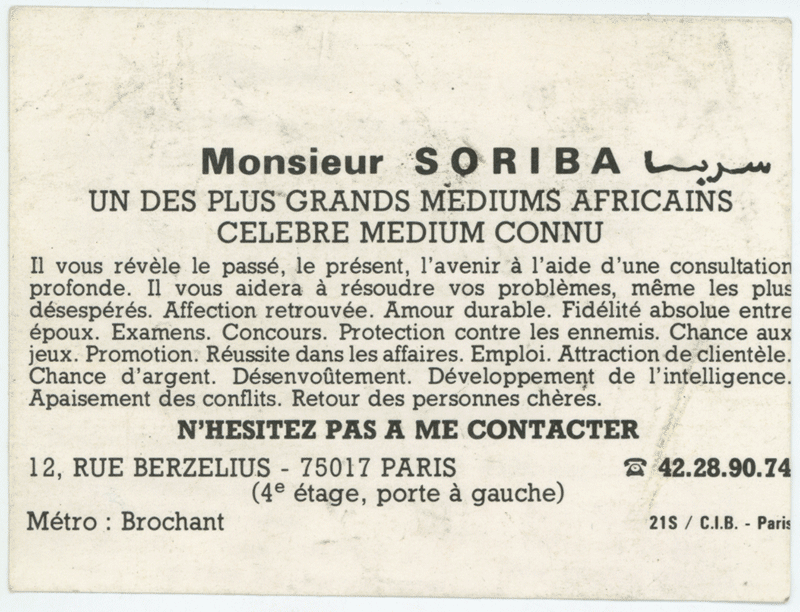 Monsieur SORIBA سريبا
UN DES PLUS GRANDS MEDIUMS AFRICAINS
CELEBRE MEDIUM CONNU
Il vous révèle le passé, le présent, l'avenir à l'aide d'une consultation
profonde. Il vous aidera à résoudre vos problèmes, même les plus
désespérés. Affection retrouvée. Amour durable. Fidélité absolue entre
époux. Examens. Concours. Protection contre les ennemis. Chance aux
jeux. Promotion. Réussite dans les affaires. Emploi. Attraction de clientèle.
Chance d'argent. Désenvoûtement. Développement de l'intelligence.
Apaisement des conflits. Retour des personnes chères.
N'HESITEZ PAS A ME CONTACTER
12, RUE BERZELIUS - 75017 PARIS ☎ 42.28.90.74
(4e étage, porte à gauche)
Métro : Brochant 21S / C.I.B. - Paris